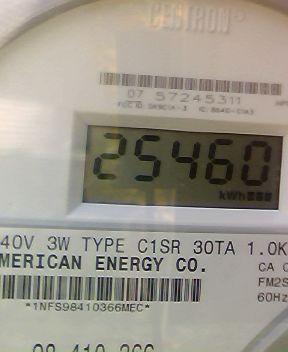 CENTRON®
07 57245311
25460
kWh
40V 3W TYPE C1SR 30TA 1.0K
MERICAN ENERGY CO.
CA 0
FM2S
60Hz
*1NFS98410366MEC*